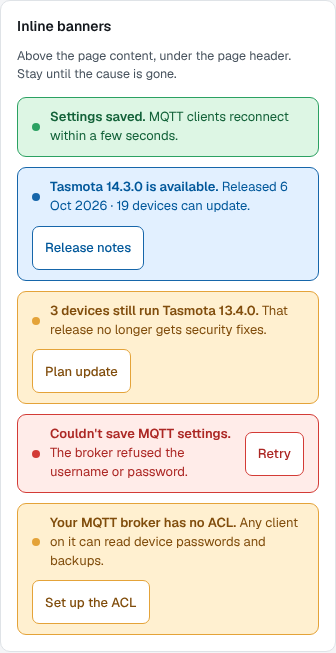 Inline banners
Above the page content, under the page header.
Stay until the cause is gone.
Settings saved. MQTT clients reconnect
within a few seconds.
Tasmota 14.3.0 is available. Released 6
Oct 2026 · 19 devices can update.
Release notes
3 devices still run Tasmota 13.4.0. That
release no longer gets security fixes.
Plan update
Couldn't save MQTT settings.
The broker refused the
username or password.
Retry
Your MQTT broker has no ACL. Any client
on it can read device passwords and
backups.
Set up the ACL